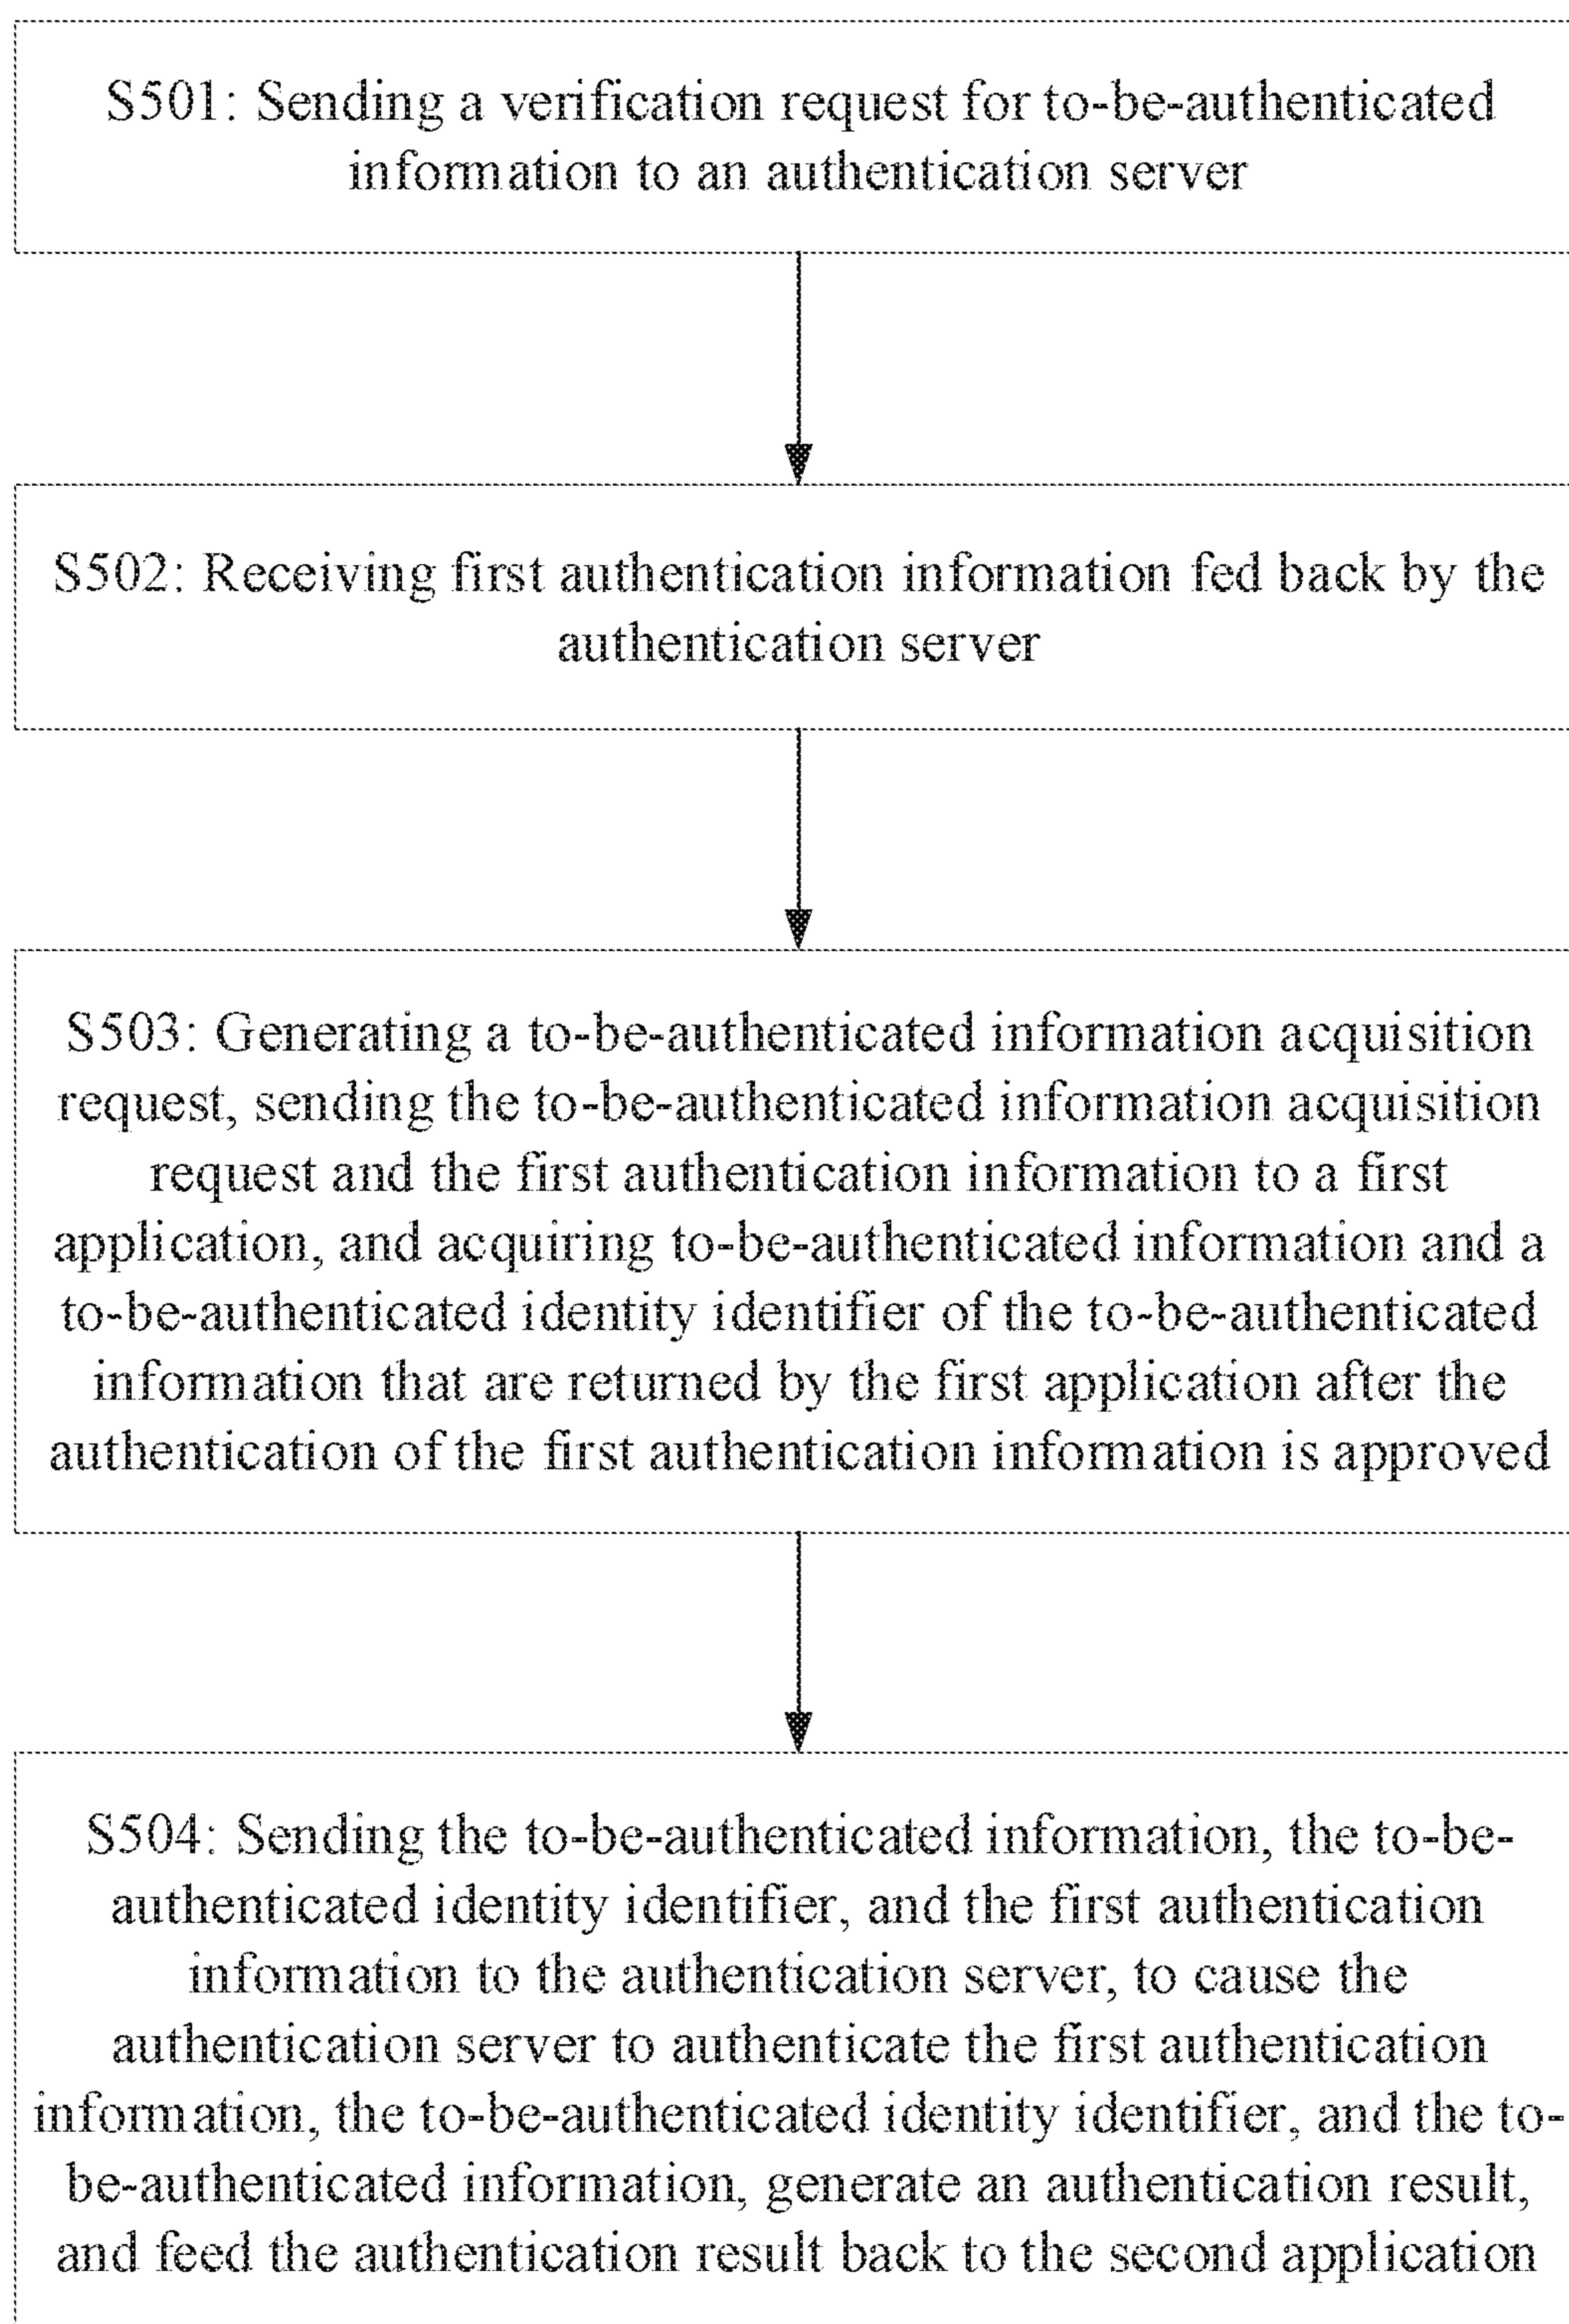 S501: Sending a verification request for to-be-authenticated
information to an authentication server
S502: Receiving first authentication information fed back by the
authentication server
S503: Generating a to-be-authenticated information acquisition
request, sending the to-be-authenticated information acquisition
request and the first authentication information to a first
application, and acquiring to-be-authenticated information and a
to-be-authenticated identity identifier of the to-be-authenticated
information that are returned by the first application after the
authentication of the first authentication information is approved
S504: Sending the to-be-authenticated information, the to-be-
authenticated identity identifier, and the first authentication
information to the authentication server, to cause the
authentication server to authenticate the first authentication
information, the to-be-authenticated identity identifier, and the to-
be-authenticated information, generate an authentication result,
and feed the authentication result back to the second application